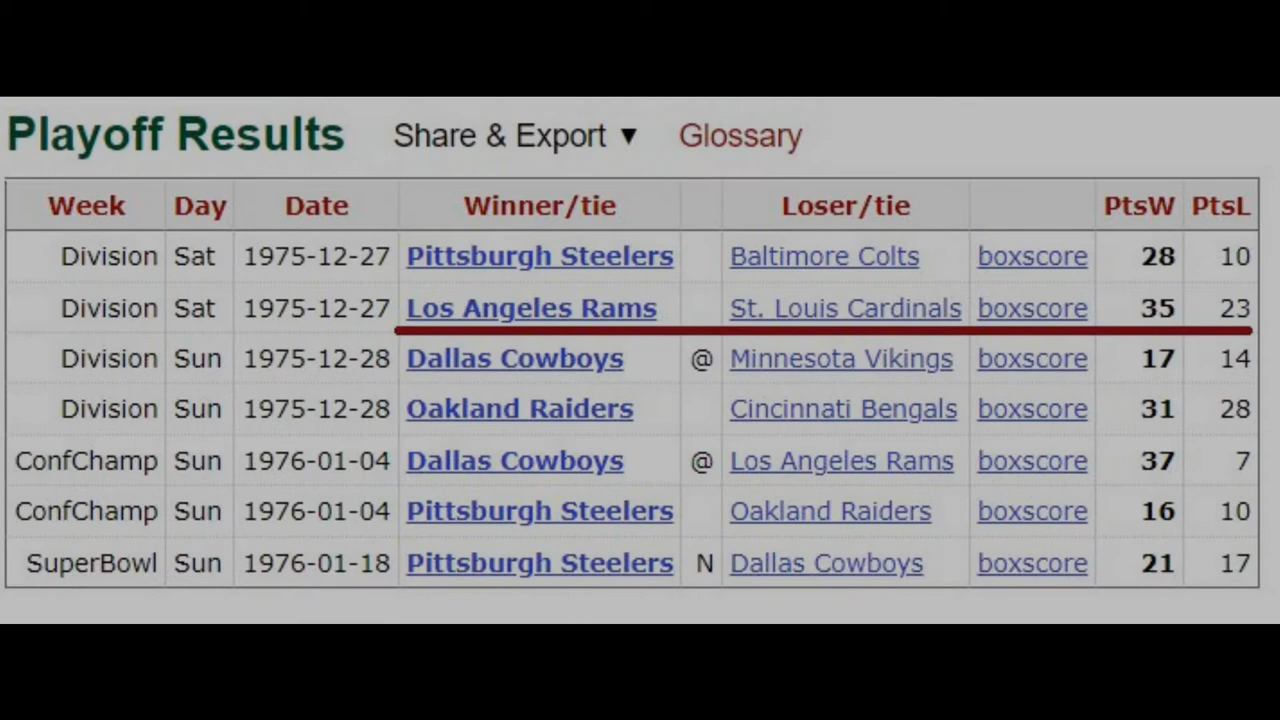 Playoff Results Share & Export ▼ Glossary
Week Day Date Winner/tie Loser/tie PtsW PtsL
Division Sat 1975-12-27 Pittsburgh Steelers Baltimore Colts boxscore 28 10
Division Sat 1975-12-27 Los Angeles Rams St. Louis Cardinals boxscore 35 23
Division Sun 1975-12-28 Dallas Cowboys @ Minnesota Vikings boxscore 17 14
Division Sun 1975-12-28 Oakland Raiders Cincinnati Bengals boxscore 31 28
ConfChamp Sun 1976-01-04 Dallas Cowboys @ Los Angeles Rams boxscore 37 7
ConfChamp Sun 1976-01-04 Pittsburgh Steelers Oakland Raiders boxscore 16 10
SuperBowl Sun 1976-01-18 Pittsburgh Steelers N Dallas Cowboys boxscore 21 17